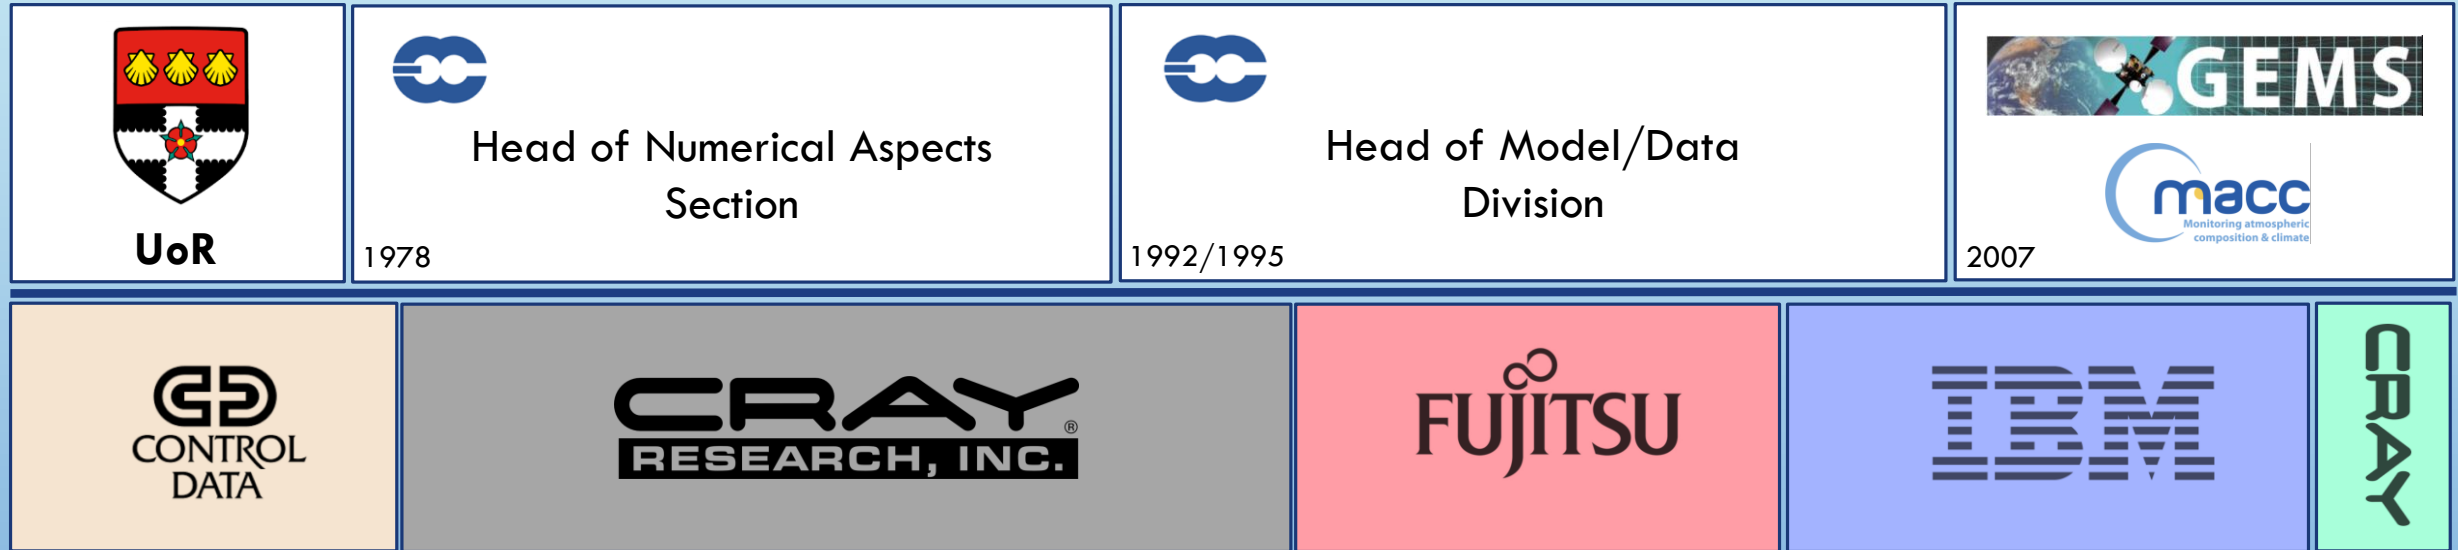 UoR
Head of Numerical Aspects
Section
1978
Head of Model/Data
Division
1992/1995
GEMS
macc
Monitoring atmospheric
composition & climate
2007
CONTROL
DATA
CRAY®
RESEARCH, INC.
FUJITSU
IBM
CRAY